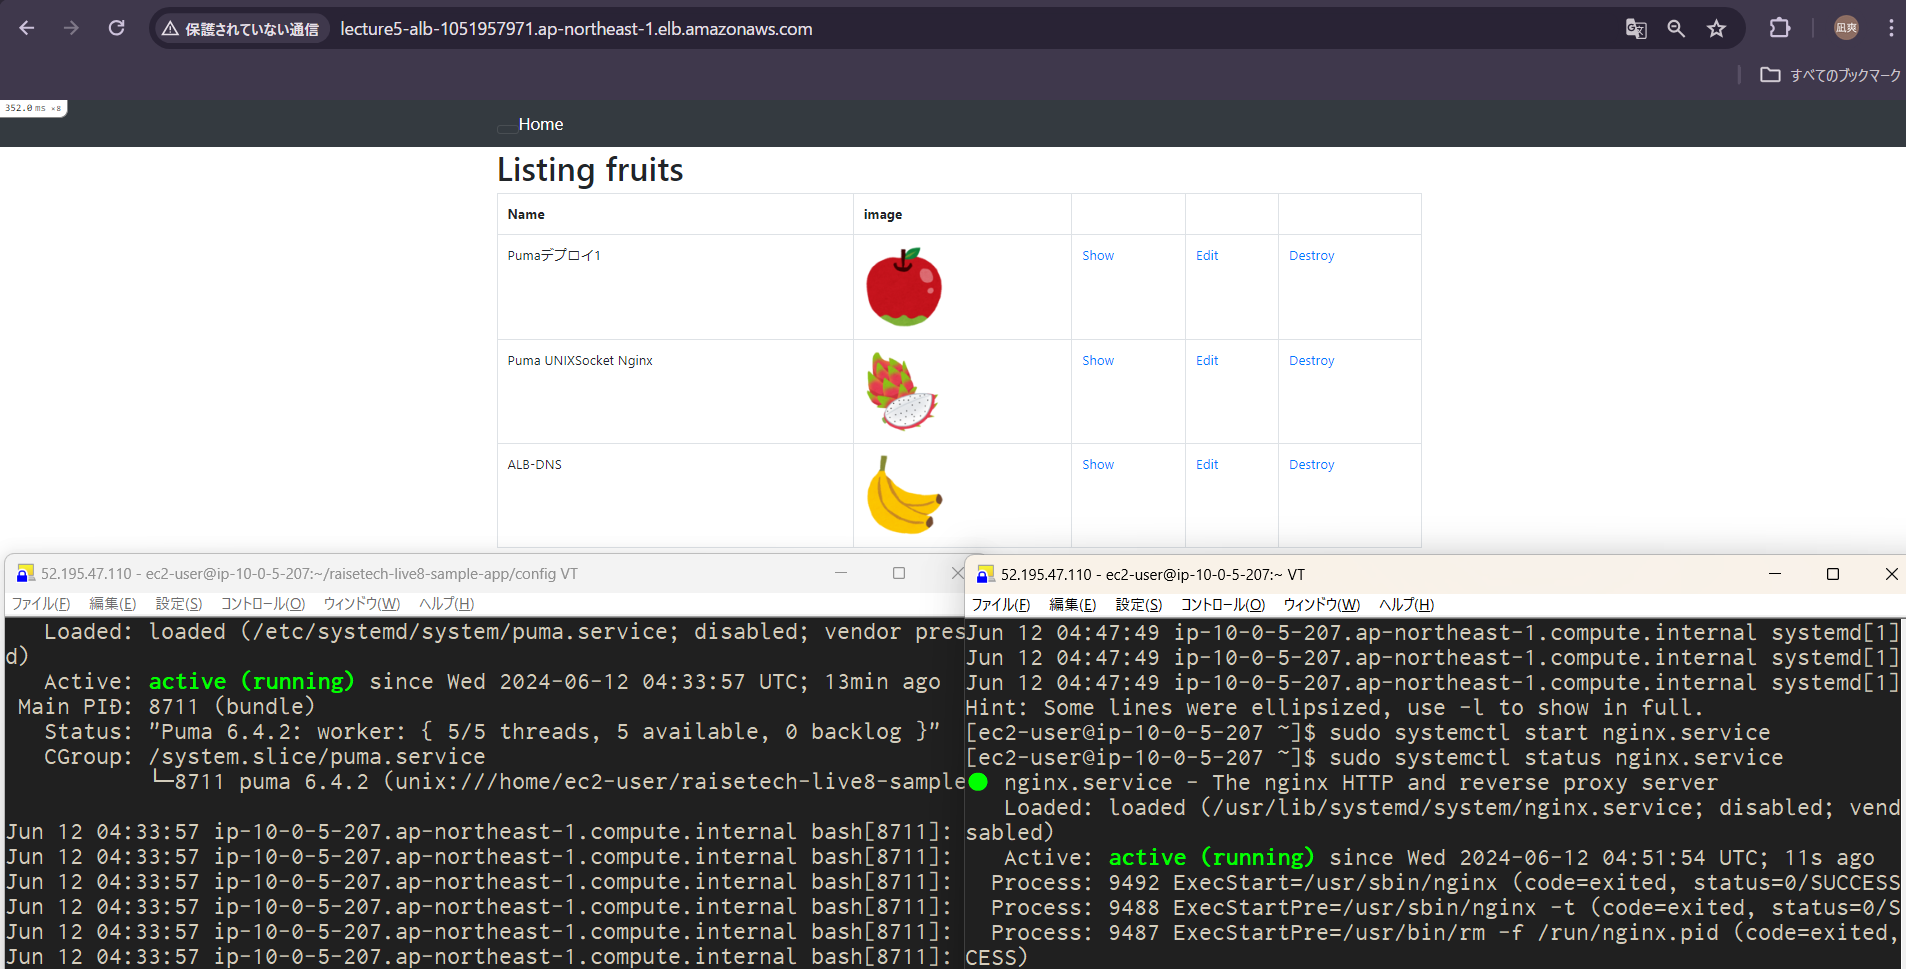 保護されていない通信 lecture5-alb-1051957971.ap-northeast-1.elb.amazonaws.com 凪爽
すべてのブックマーク
352.0 ms ×8
Home
Listing fruits
Name image
Pumaデプロイ1 Show Edit Destroy
Puma UNIXSocket Nginx Show Edit Destroy
ALB-DNS Show Edit Destroy
52.195.47.110 - ec2-user@ip-10-0-5-207:~/raisetech-live8-sample-app/config VT
ファイル(F) 編集(E) 設定(S) コントロール(O) ウィンドウ(W) ヘルプ(H)
Loaded: loaded (/etc/systemd/system/puma.service; disabled; vendor pres
d)
Active: active (running) since Wed 2024-06-12 04:33:57 UTC; 13min ago
Main PID: 8711 (bundle)
Status: "Puma 6.4.2: worker: { 5/5 threads, 5 available, 0 backlog }"
CGroup: /system.slice/puma.service
└─8711 puma 6.4.2 (unix:///home/ec2-user/raisetech-live8-sample
Jun 12 04:33:57 ip-10-0-5-207.ap-northeast-1.compute.internal bash[8711]:
Jun 12 04:33:57 ip-10-0-5-207.ap-northeast-1.compute.internal bash[8711]:
Jun 12 04:33:57 ip-10-0-5-207.ap-northeast-1.compute.internal bash[8711]:
Jun 12 04:33:57 ip-10-0-5-207.ap-northeast-1.compute.internal bash[8711]:
Jun 12 04:33:57 ip-10-0-5-207.ap-northeast-1.compute.internal bash[8711]:
Jun 12 04:33:57 ip-10-0-5-207.ap-northeast-1.compute.internal bash[8711]:
52.195.47.110 - ec2-user@ip-10-0-5-207:~ VT
ファイル(F) 編集(E) 設定(S) コントロール(O) ウィンドウ(W) ヘルプ(H)
Jun 12 04:47:49 ip-10-0-5-207.ap-northeast-1.compute.internal systemd[1]
Jun 12 04:47:49 ip-10-0-5-207.ap-northeast-1.compute.internal systemd[1]
Jun 12 04:47:49 ip-10-0-5-207.ap-northeast-1.compute.internal systemd[1]
Hint: Some lines were ellipsized, use -l to show in full.
[ec2-user@ip-10-0-5-207 ~]$ sudo systemctl start nginx.service
[ec2-user@ip-10-0-5-207 ~]$ sudo systemctl status nginx.service
● nginx.service - The nginx HTTP and reverse proxy server
Loaded: loaded (/usr/lib/systemd/system/nginx.service; disabled; vend
sabled)
Active: active (running) since Wed 2024-06-12 04:51:54 UTC; 11s ago
Process: 9492 ExecStart=/usr/sbin/nginx (code=exited, status=0/SUCCESS
Process: 9488 ExecStartPre=/usr/sbin/nginx -t (code=exited, status=0/S
Process: 9487 ExecStartPre=/usr/bin/rm -f /run/nginx.pid (code=exited,
CESS)